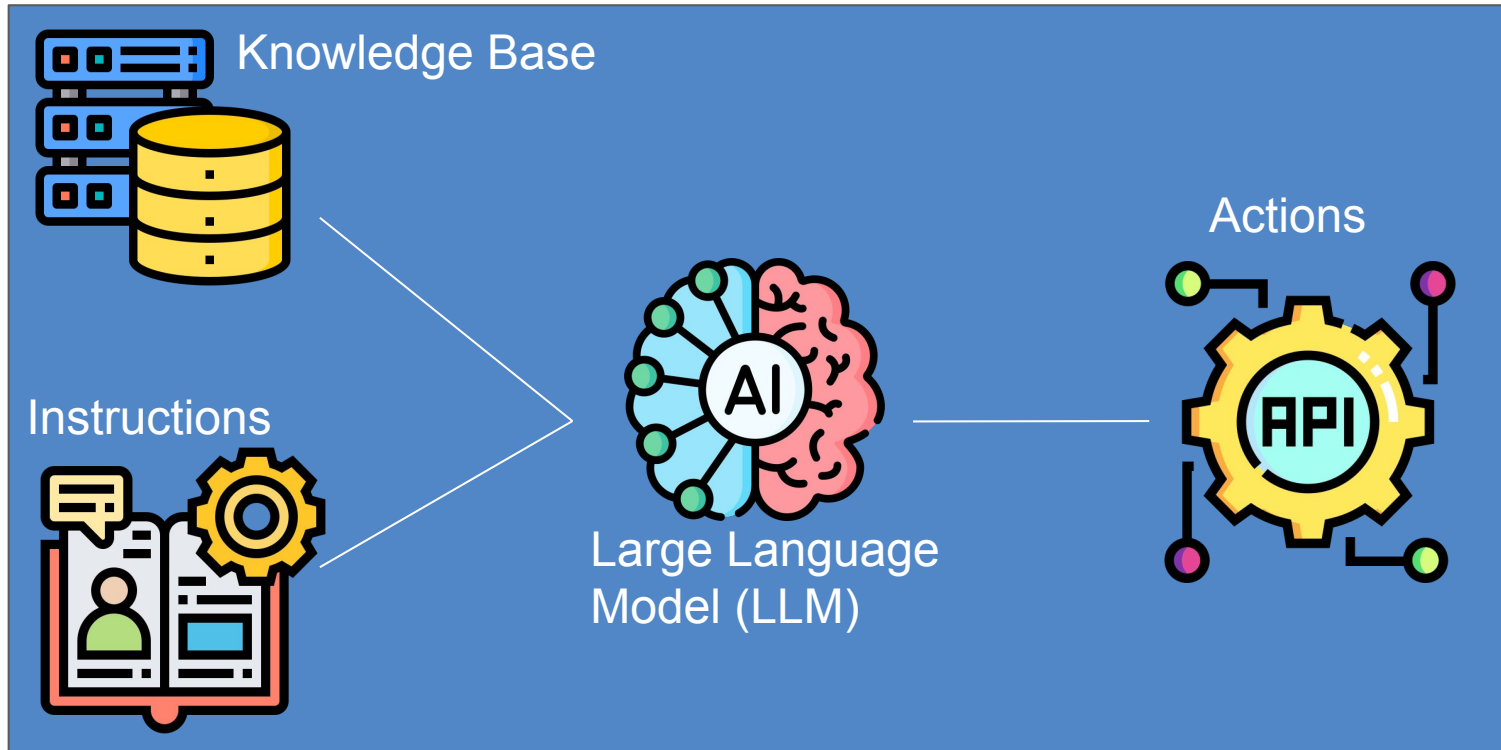 Knowledge Base
Actions
Instructions
AI
API
Large Language
Model (LLM)